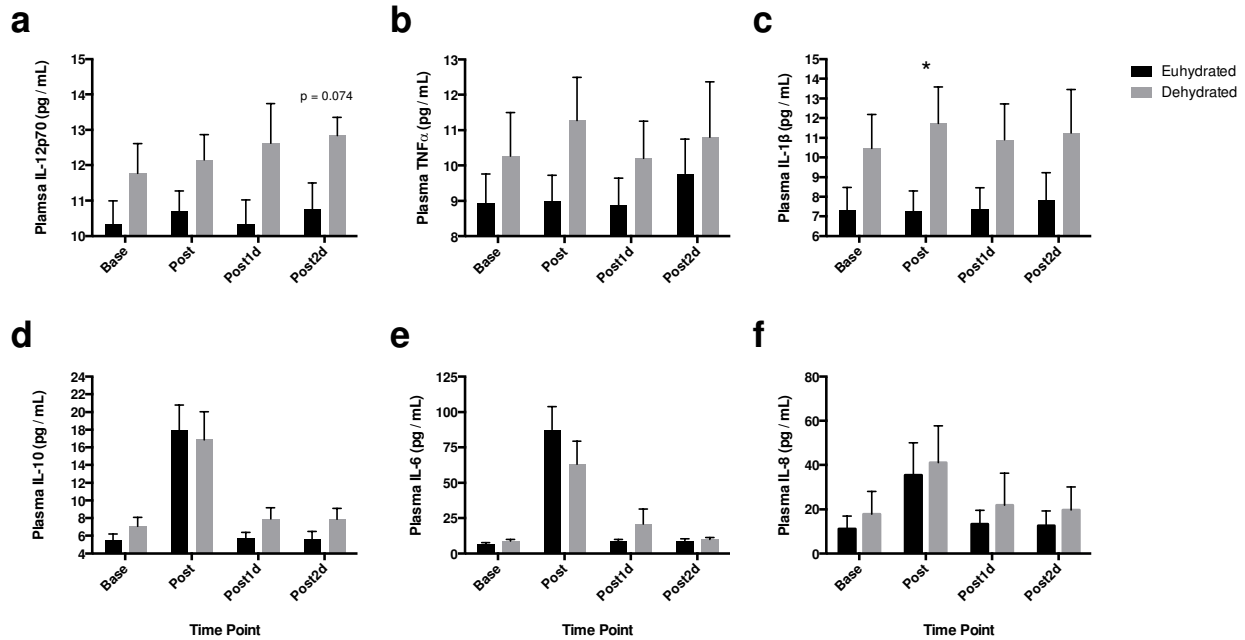 a
Plamsa IL-12p70 (pg / mL)
15
14
13
12
11
10
p = 0.074
Base
Post
Post1d
Post2d
b
Plasma TNFα (pg / mL)
13
12
11
10
9
8
Base
Post
Post1d
Post2d
c
Plasma IL-1β (pg / mL)
15
14
13
12
11
10
9
8
7
6
*
Base
Post
Post1d
Post2d
Euhydrated
Dehydrated
d
Plasma IL-10 (pg / mL)
24
22
20
18
16
14
12
10
8
6
4
Base
Post
Post1d
Post2d
Time Point
e
Plasma IL-6 (pg / mL)
125
100
75
50
25
0
Base
Post
Post1d
Post2d
Time Point
f
Plasma IL-8 (pg / mL)
80
60
40
20
0
Base
Post
Post1d
Post2d
Time Point